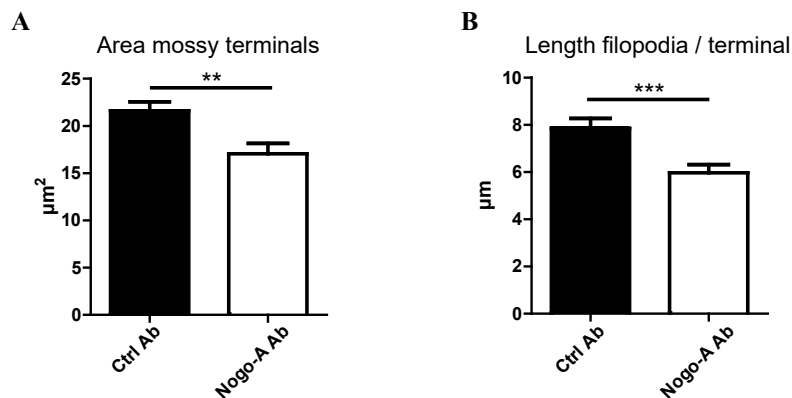 A
Area mossy terminals
**
25
20
15
10
5
0
µm²
Ctrl Ab
Nogo-A Ab
B
Length filopodia / terminal
***
10
8
6
4
2
0
µm
Ctrl Ab
Nogo-A Ab